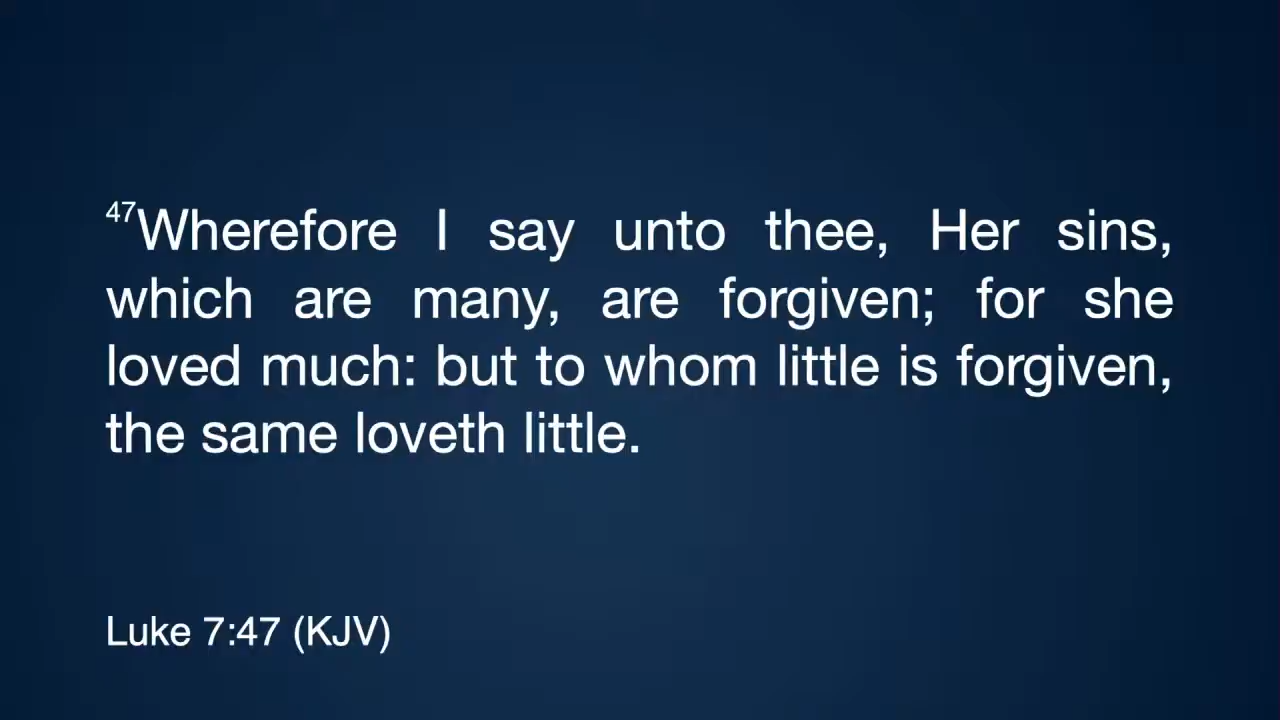 47Wherefore I say unto thee, Her sins,
which are many, are forgiven; for she
loved much: but to whom little is forgiven,
the same loveth little.
Luke 7:47 (KJV)